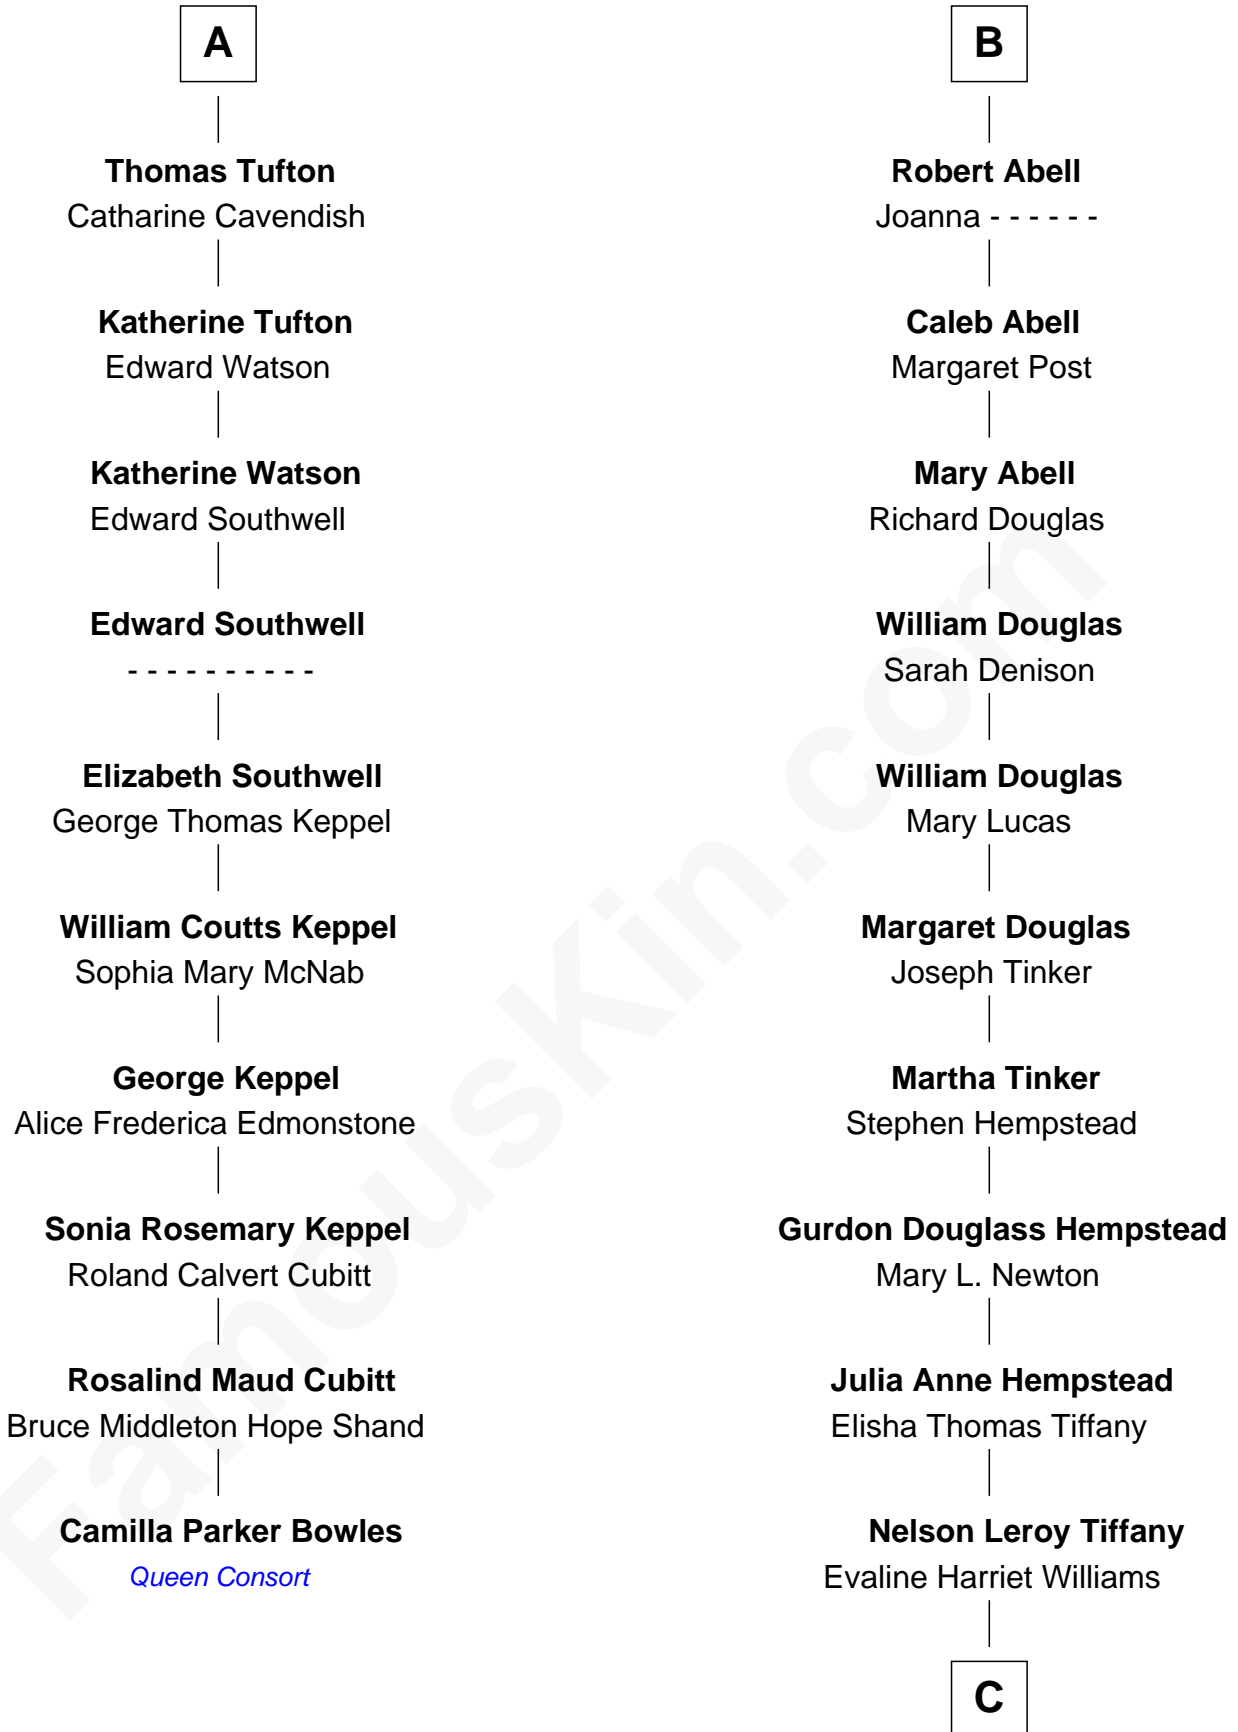 A
Thomas Tufton
Catharine Cavendish
Katherine Tufton
Edward Watson
Katherine Watson
Edward Southwell
Edward Southwell
- - - - - - - - - -
Elizabeth Southwell
George Thomas Keppel
William Coutts Keppel
Sophia Mary McNab
George Keppel
Alice Frederica Edmonstone
Sonia Rosemary Keppel
Roland Calvert Cubitt
Rosalind Maud Cubitt
Bruce Middleton Hope Shand
Camilla Parker Bowles
Queen Consort
B
Robert Abell
Joanna - - - - - -
Caleb Abell
Margaret Post
Mary Abell
Richard Douglas
William Douglas
Sarah Denison
William Douglas
Mary Lucas
Margaret Douglas
Joseph Tinker
Martha Tinker
Stephen Hempstead
Gurdon Douglass Hempstead
Mary L. Newton
Julia Anne Hempstead
Elisha Thomas Tiffany
Nelson Leroy Tiffany
Evaline Harriet Williams
C
FamousKin.com